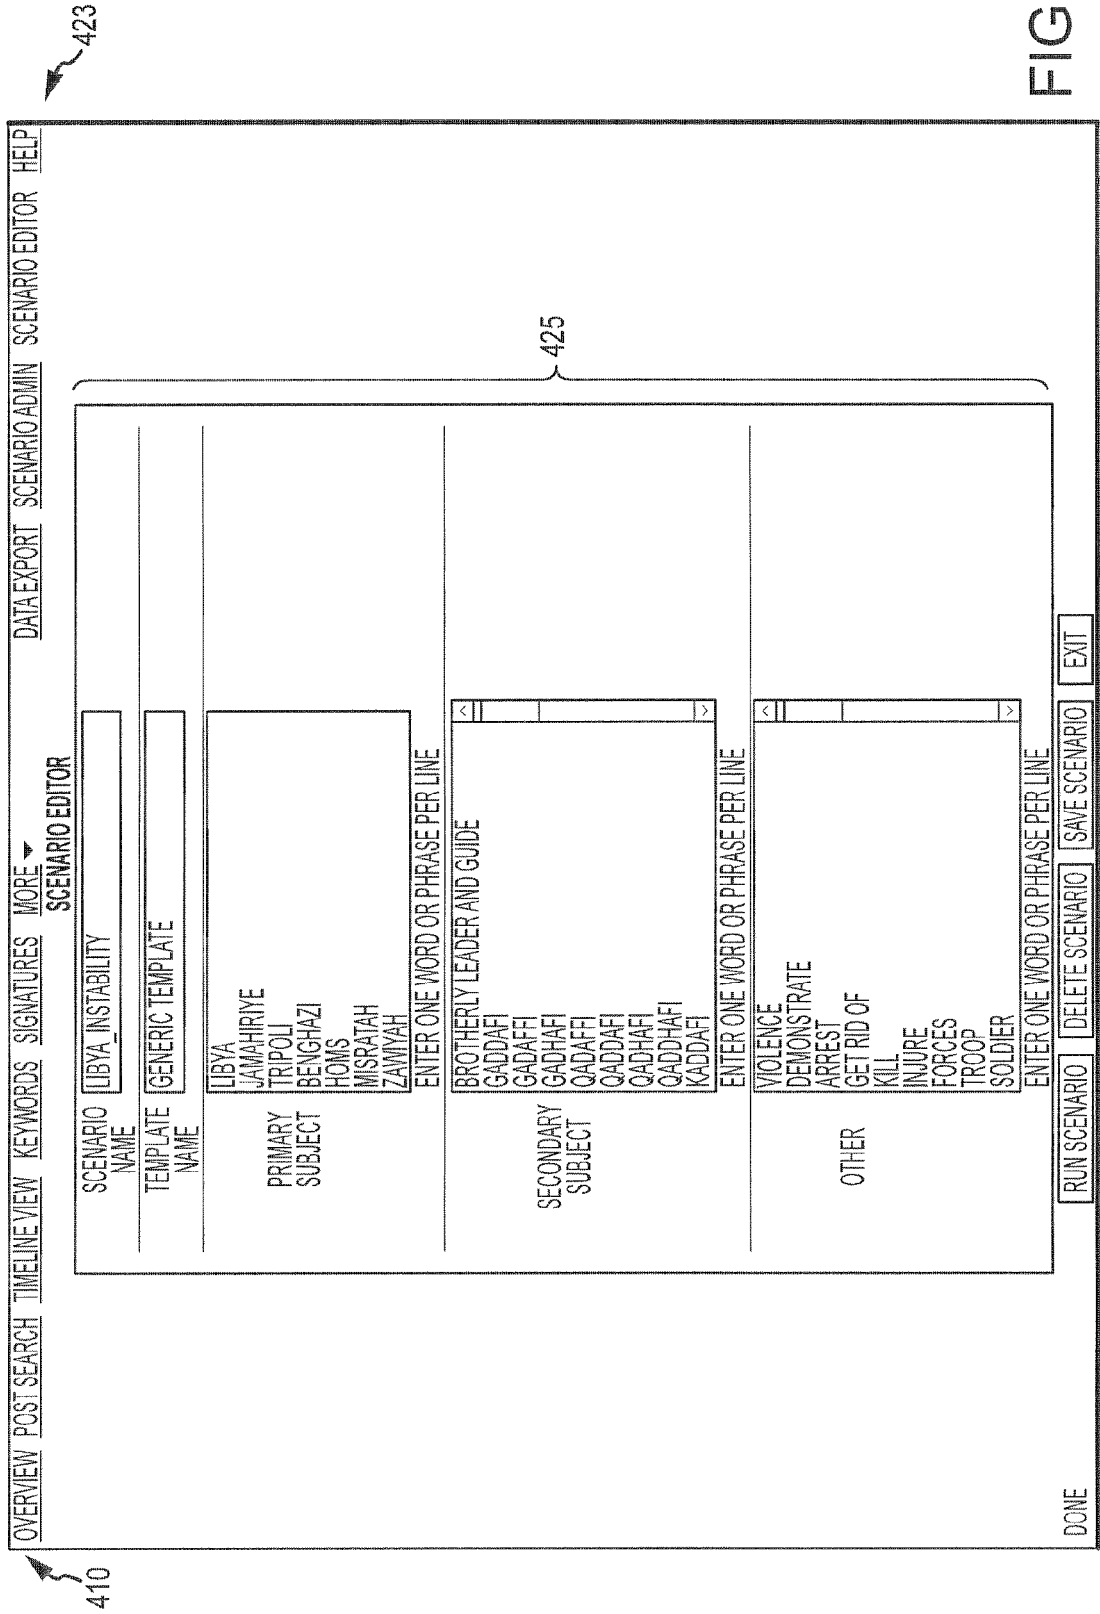 410
423
OVERVIEW POST SEARCH TIMELINE VIEW KEYWORDS SIGNATURES MORE DATA EXPORT SCENARIO ADMIN SCENARIO EDITOR HELP
SCENARIO EDITOR
SCENARIO NAME
LIBYA_INSTABILITY
TEMPLATE NAME
GENERIC TEMPLATE
PRIMARY SUBJECT
LIBYA
JAMAHIRIYE
TRIPOLI
BENGHAZI
HOMS
MISRATAH
ZAWIYAH
ENTER ONE WORD OR PHRASE PER LINE
425
SECONDARY SUBJECT
BROTHERLY LEADER AND GUIDE
GADDAFI
GADAFFI
GADHAFI
QADAFFI
QADDAFI
QADHAFI
QADDHAFI
KADDAFI
ENTER ONE WORD OR PHRASE PER LINE
OTHER
VIOLENCE
DEMONSTRATE
ARREST
GET RID OF
KILL
INJURE
FORCES
TROOP
SOLDIER
ENTER ONE WORD OR PHRASE PER LINE
RUN SCENARIO DELETE SCENARIO SAVE SCENARIO EXIT
DONE
FIG